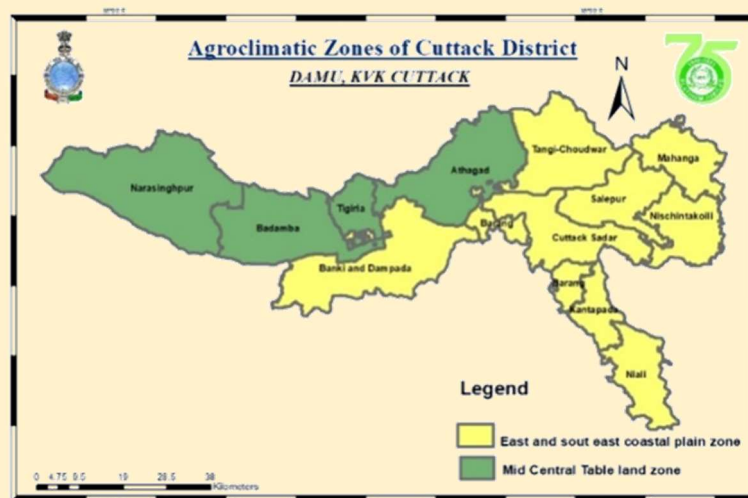 Agroclimatic Zones of Cuttack District
DAMU, KVK CUTTACK
N
75
Tangi-Choudwar
Mahanga
Athagad
Narasinghpur
Salepur
Tigiria
Nischintakoili
Badamba
Cuttack Sadar
Banki and Dampada
Barang
Kantapada
Niali
Legend
East and sout east coastal plain zone
Mid Central Table land zone
0 4.75 9.5 19 28.5 38
Kilometers